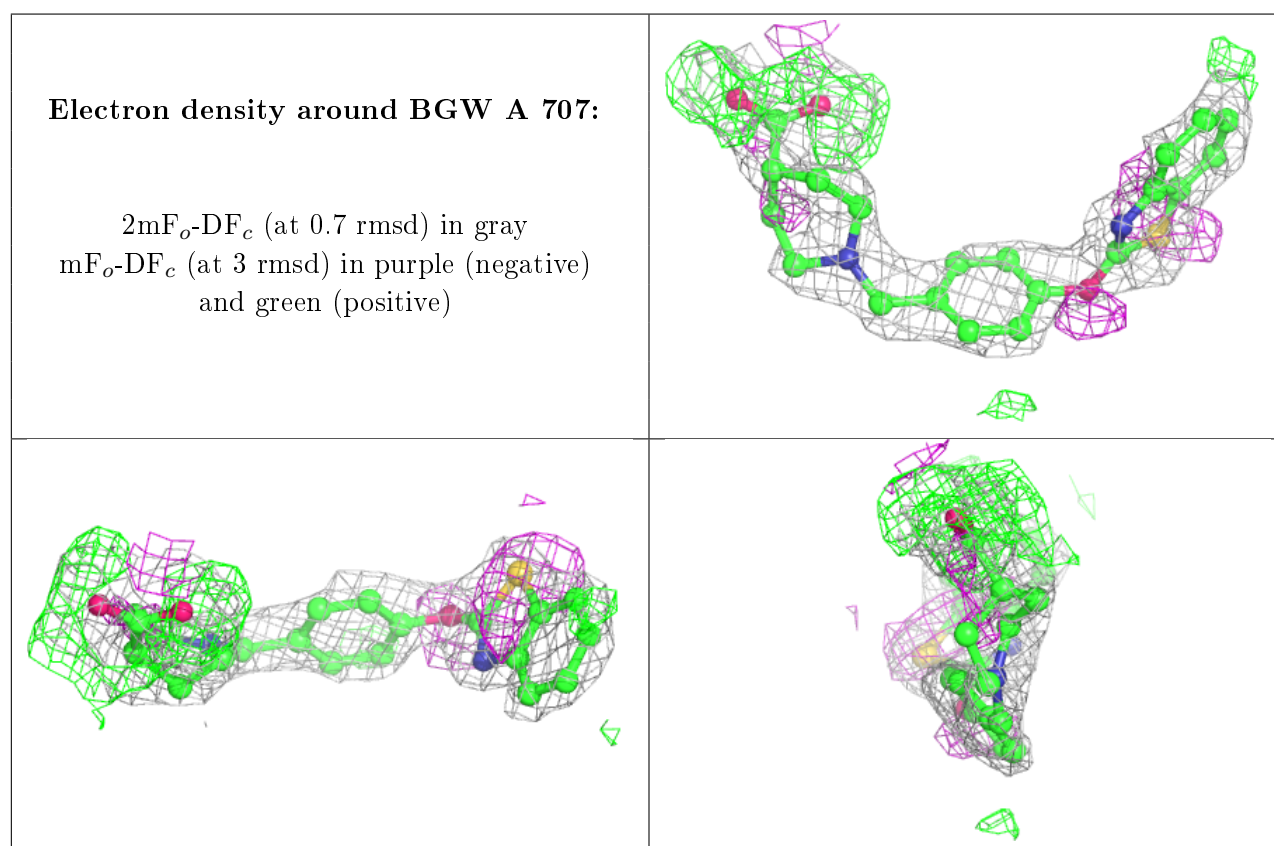 Electron density around BGW A 707:
2mFo-DFc (at 0.7 rmsd) in gray
mFo-DFc (at 3 rmsd) in purple (negative)
and green (positive)